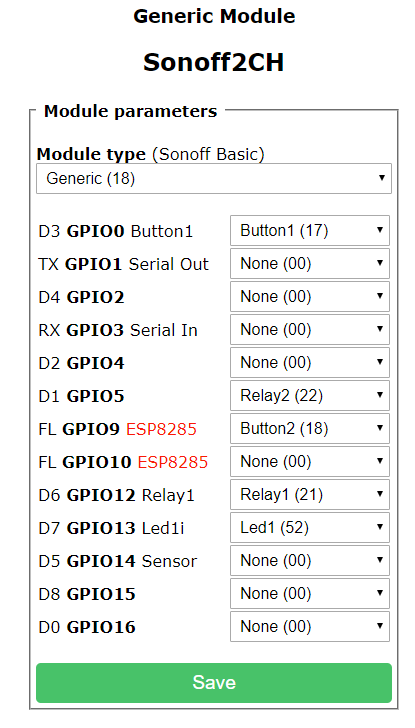 Generic Module
Sonoff2CH
Module parameters
Module type (Sonoff Basic)
Generic (18)
D3 GPIO0 Button1 Button1 (17)
TX GPIO1 Serial Out None (00)
D4 GPIO2 None (00)
RX GPIO3 Serial In None (00)
D2 GPIO4 None (00)
D1 GPIO5 Relay2 (22)
FL GPIO9 ESP8285 Button2 (18)
FL GPIO10 ESP8285 None (00)
D6 GPIO12 Relay1 Relay1 (21)
D7 GPIO13 Led1i Led1 (52)
D5 GPIO14 Sensor None (00)
D8 GPIO15 None (00)
D0 GPIO16 None (00)
Save